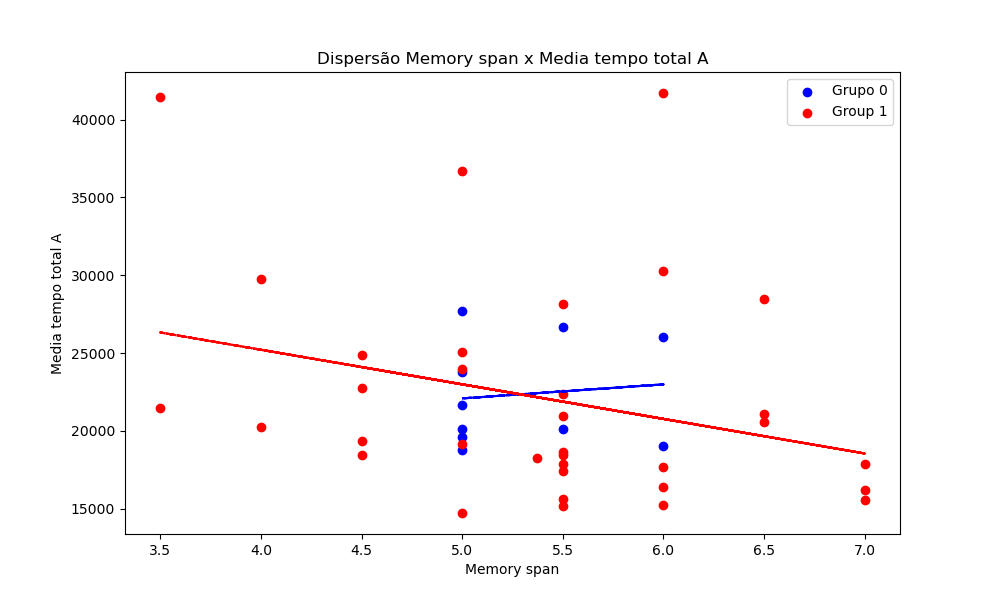 Dispersão Memory span x Media tempo total A
Grupo 0
Group 1
Media tempo total A
40000
35000
30000
25000
20000
15000
3.5 4.0 4.5 5.0 5.5 6.0 6.5 7.0
Memory span